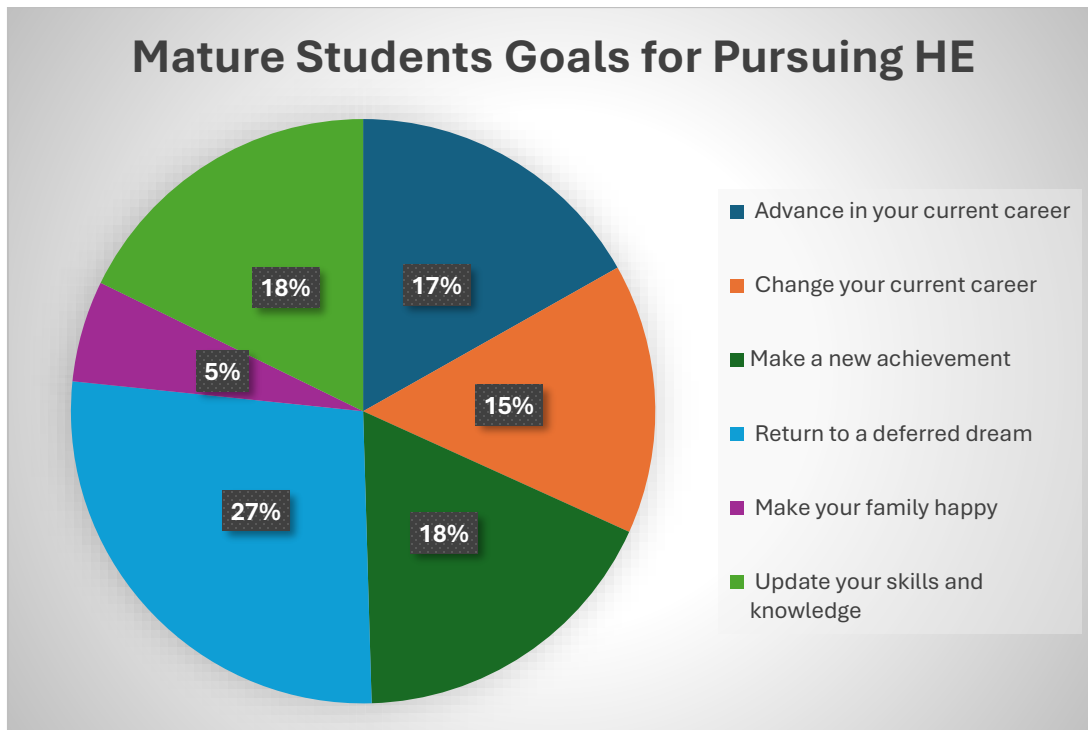 Mature Students Goals for Pursuing HE
18%
17%
5%
15%
27%
18%
Advance in your current career
Change your current career
Make a new achievement
Return to a deferred dream
Make your family happy
Update your skills and
knowledge